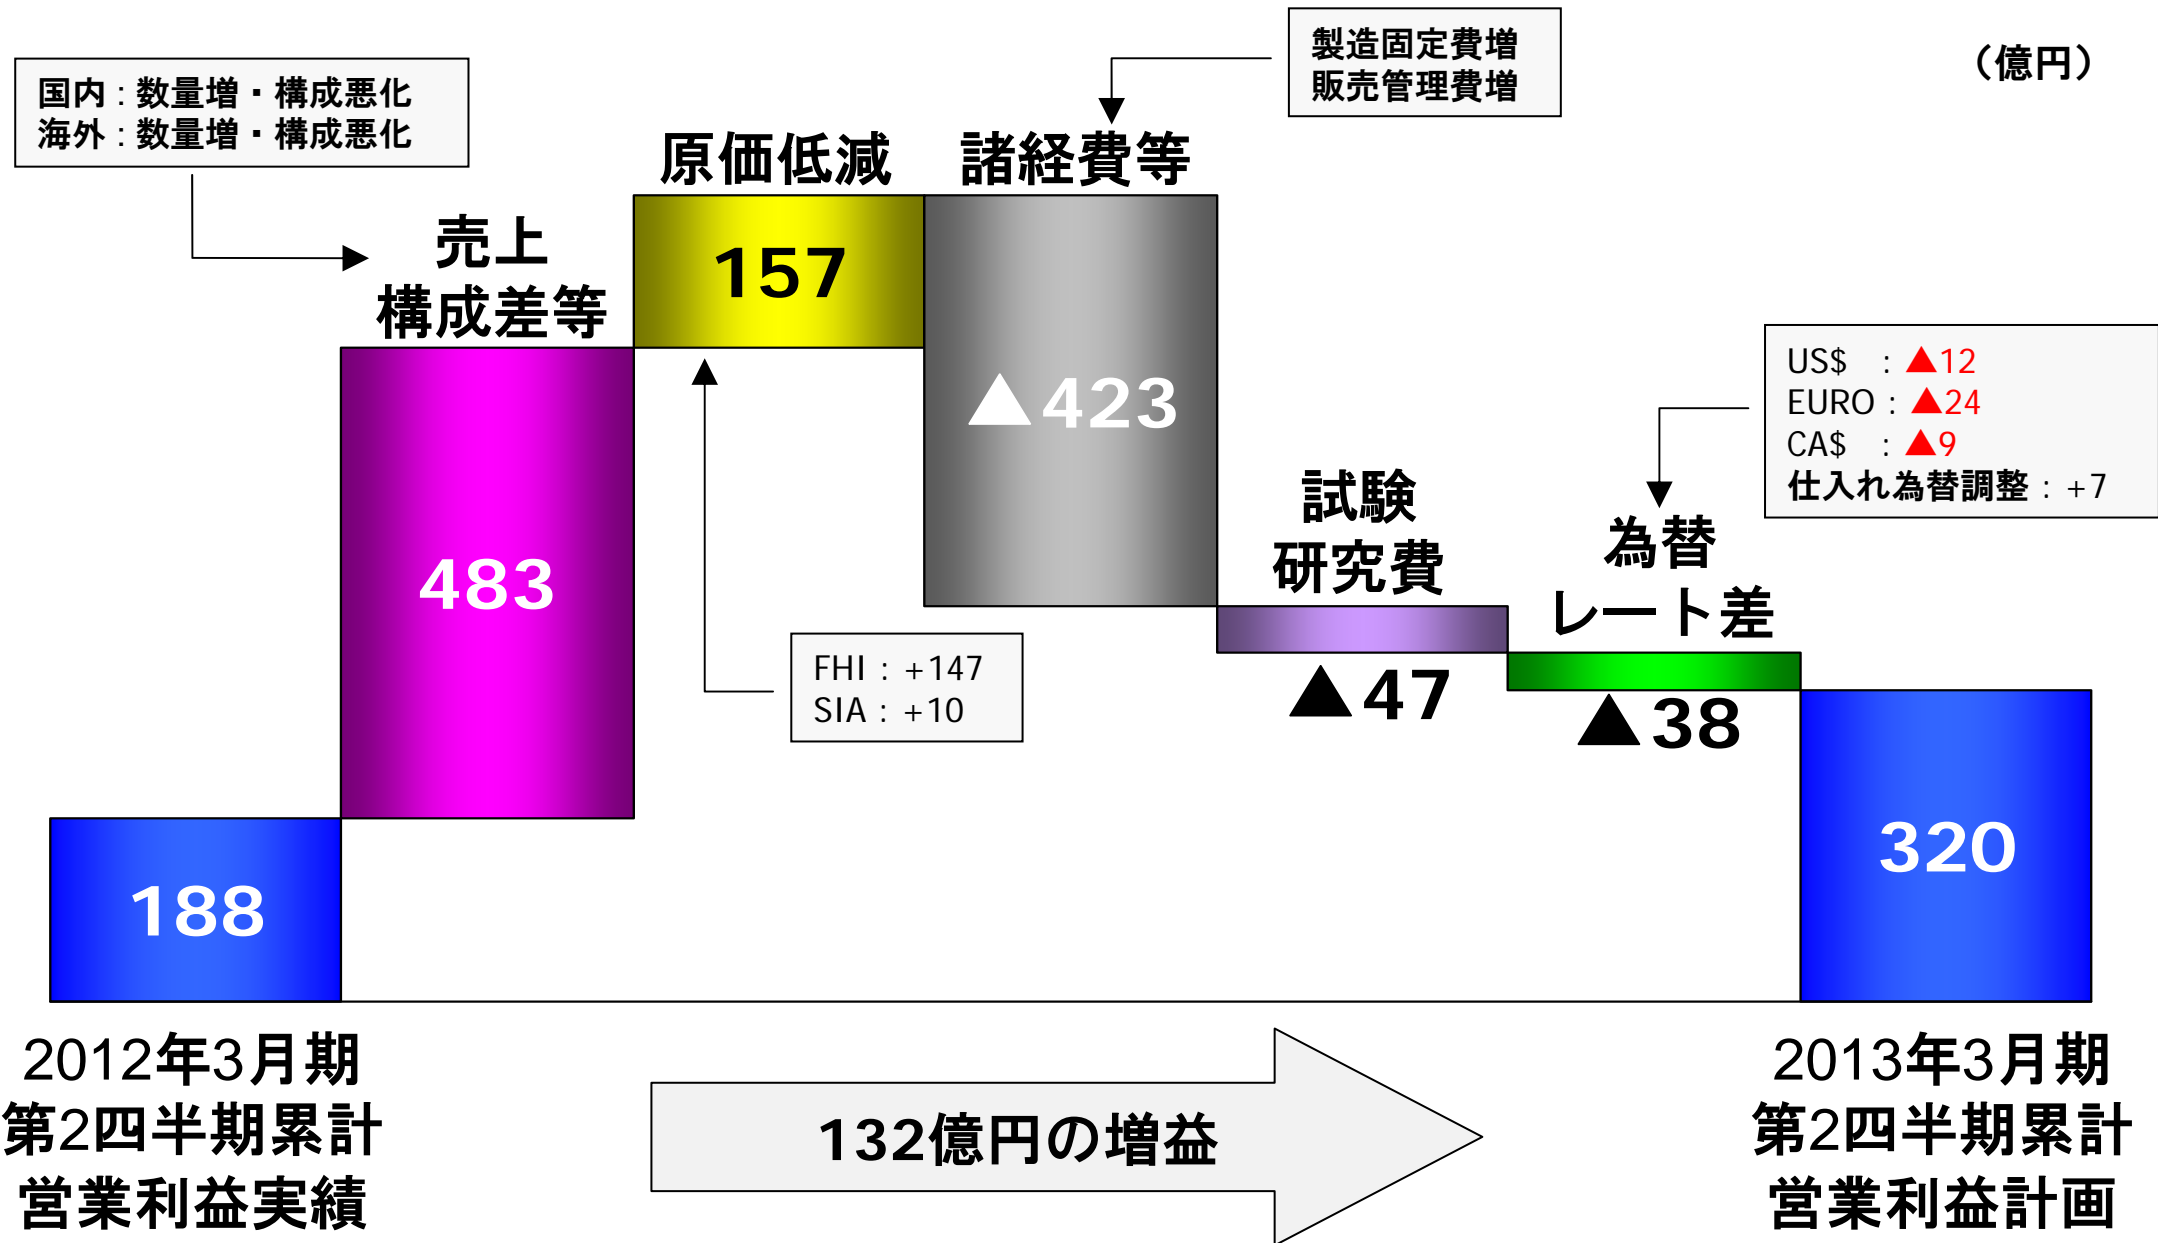 (億円)
製造固定費増
販売管理費増
国内：数量増・構成悪化
海外：数量増・構成悪化
原価低減
諸経費等
売上
構成差等
157
▲423
483
US$ : ▲12
EURO : ▲24
CA$ : ▲9
仕入れ為替調整 : +7
試験
研究費
為替
レート差
FHI : +147
SIA : +10
▲47
▲38
188
320
2012年3月期
第2四半期累計
営業利益実績
132億円の増益
2013年3月期
第2四半期累計
営業利益計画